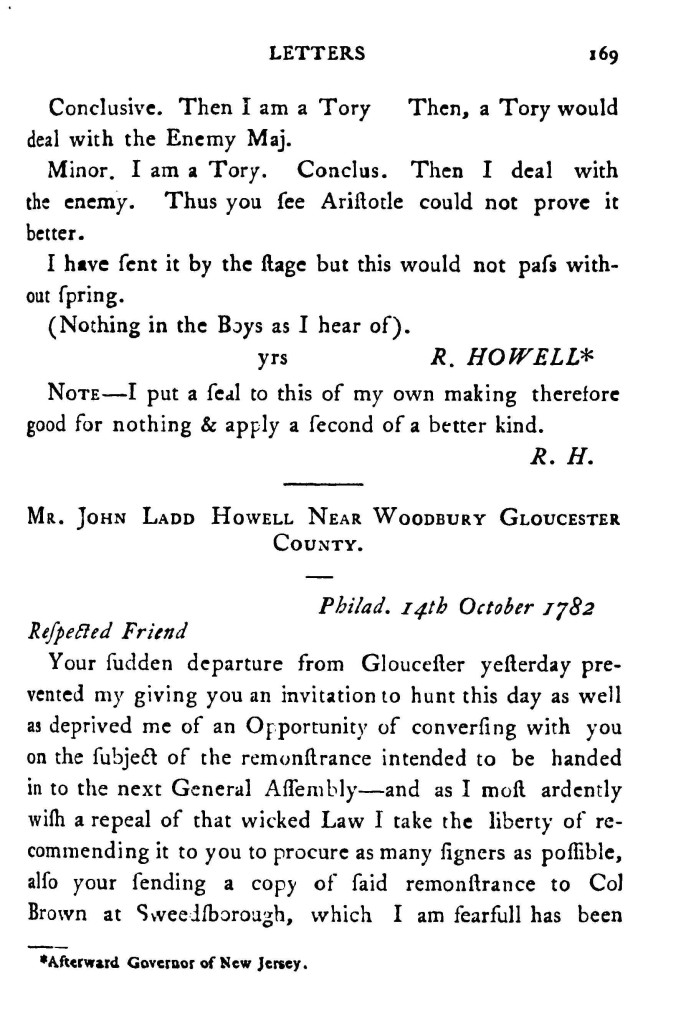 LETTERS 169
Conclusive. Then I am a Tory Then, a Tory would
deal with the Enemy Maj.
Minor. I am a Tory. Conclus. Then I deal with
the enemy. Thus you ſee Ariſtotle could not prove it
better.
I have ſent it by the ſtage but this would not paſs with-
out ſpring.
(Nothing in the Boys as I hear of).
yrs R. HOWELL*
NOTE—I put a ſeal to this of my own making therefore
good for nothing & apply a ſecond of a better kind.
R. H.
MR. JOHN LADD HOWELL NEAR WOODBURY GLOUCESTER
COUNTY.
Philad. 14th October 1782
Reſpected Friend
Your ſudden departure from Glouceſter yeſterday pre-
vented my giving you an invitation to hunt this day as well
as deprived me of an Opportunity of converſing with you
on the ſubject of the remonſtrance intended to be handed
in to the next General Aſſembly—and as I moſt ardently
wiſh a repeal of that wicked Law I take the liberty of re-
commending it to you to procure as many ſigners as poſſible,
alſo your ſending a copy of ſaid remonſtrance to Col
Brown at Sweedſborough, which I am fearfull has been
*Afterward Governor of New Jersey.